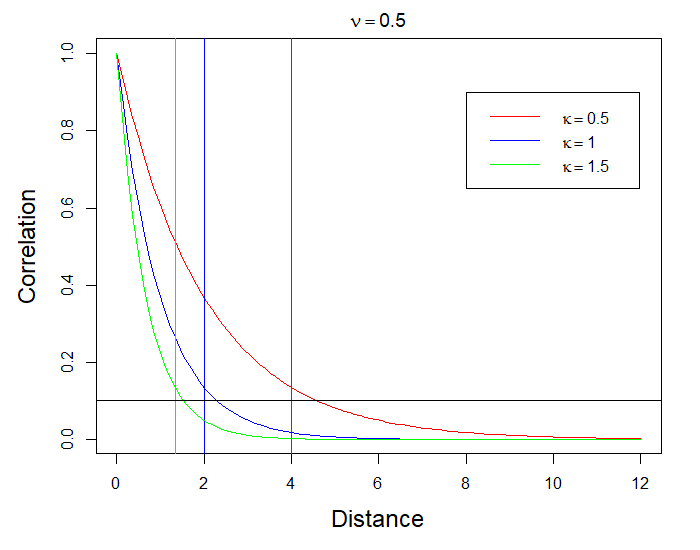 ν = 0.5
1.0
0.8
0.6
0.4
0.2
0.0
Correlation
κ = 0.5
κ = 1
κ = 1.5
0 2 4 6 8 10 12
Distance